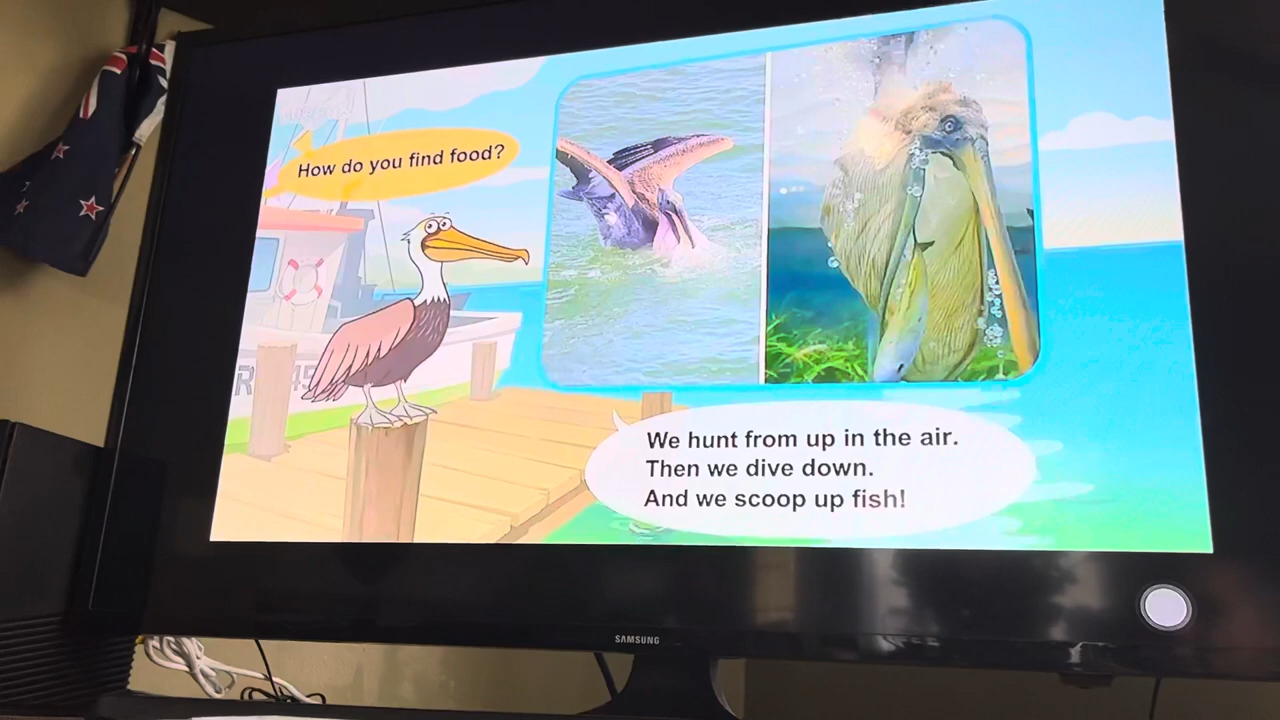 How do you find food?
We hunt from up in the air.
Then we dive down.
And we scoop up fish!
SAMSUNG